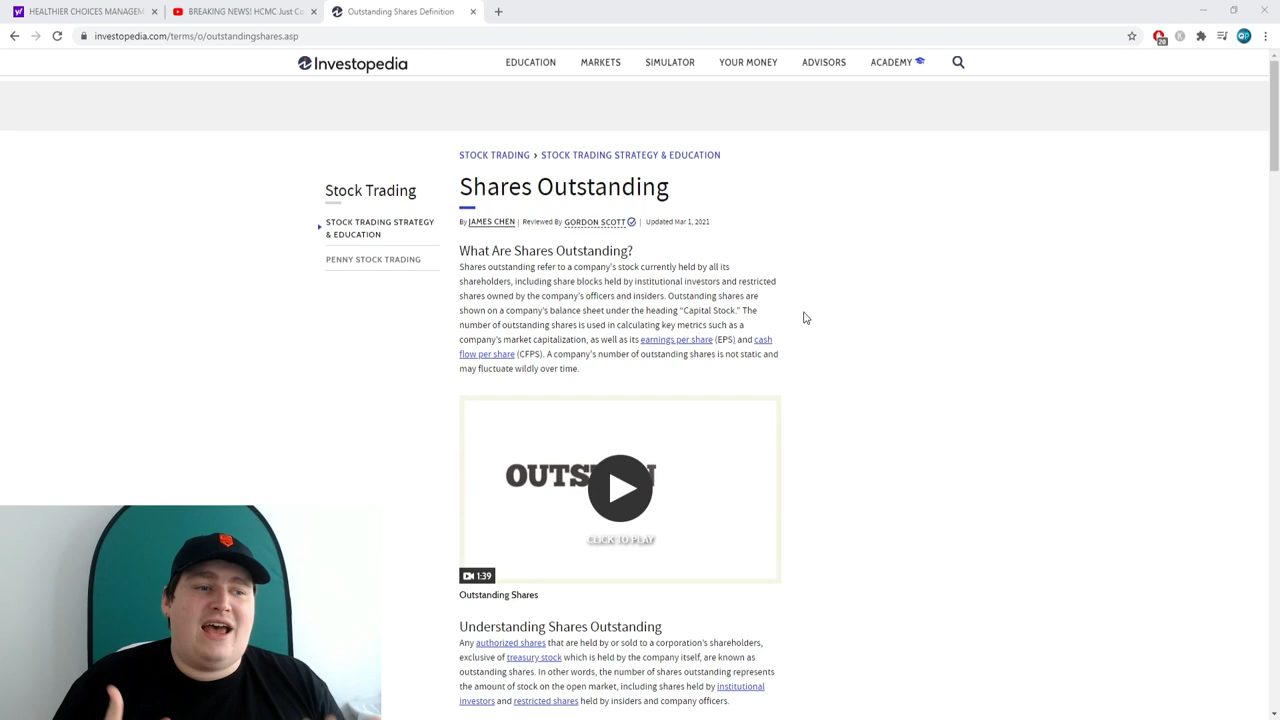 HEALTHIER CHOICES MANAGEM
BREAKING NEWS! HCMC Just Co
Outstanding Shares Definition
investopedia.com/terms/o/outstandingshares.asp
20
Investopedia
EDUCATION
MARKETS
SIMULATOR
YOUR MONEY
ADVISORS
ACADEMY
STOCK TRADING › STOCK TRADING STRATEGY & EDUCATION
Stock Trading
STOCK TRADING STRATEGY
& EDUCATION
PENNY STOCK TRADING
Shares Outstanding
By JAMES CHEN | Reviewed By GORDON SCOTT | Updated Mar 1, 2021
What Are Shares Outstanding?
Shares outstanding refer to a company's stock currently held by all its
shareholders, including share blocks held by institutional investors and restricted
shares owned by the company's officers and insiders. Outstanding shares are
shown on a company's balance sheet under the heading “Capital Stock.” The
number of outstanding shares is used in calculating key metrics such as a
company's market capitalization, as well as its earnings per share (EPS) and cash
flow per share (CFPS). A company's number of outstanding shares is not static and
may fluctuate wildly over time.
CLICK TO PLAY
1:39
Outstanding Shares
Understanding Shares Outstanding
Any authorized shares that are held by or sold to a corporation's shareholders,
exclusive of treasury stock which is held by the company itself, are known as
outstanding shares. In other words, the number of shares outstanding represents
the amount of stock on the open market, including shares held by institutional
investors and restricted shares held by insiders and company officers.